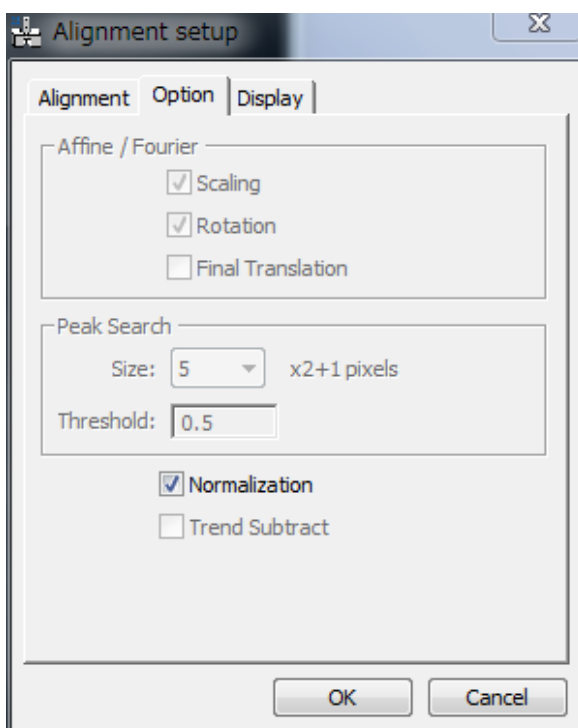 Alignment setup
Alignment Option Display
Affine / Fourier
Scaling
Rotation
Final Translation
Peak Search
Size: 5 x2+1 pixels
Threshold: 0.5
Normalization
Trend Subtract
OK Cancel